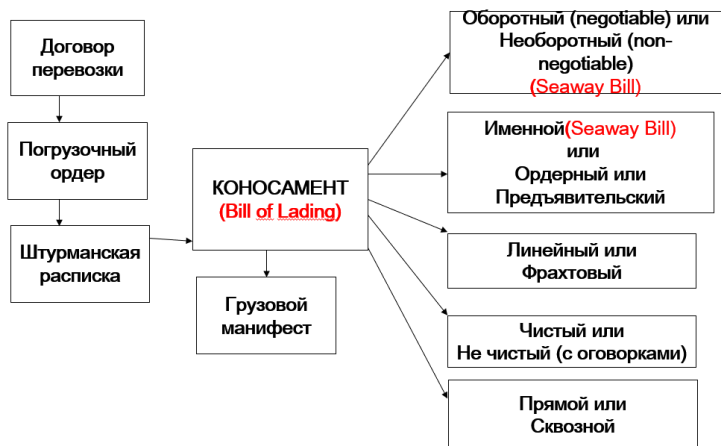 Договор
перевозки
Погрузочный
ордер
Штурманская
расписка
КОНОСАМЕНТ
(Bill of Lading)
Грузовой
манифест
Оборотный (negotiable) или
Необоротный (non-
negotiable)
(Seaway Bill)
Именной(Seaway Bill)
или
Ордерный или
Предъявительский
Линейный или
Фрахтовый
Чистый или
Не чистый (с оговорками)
Прямой или
Сквозной